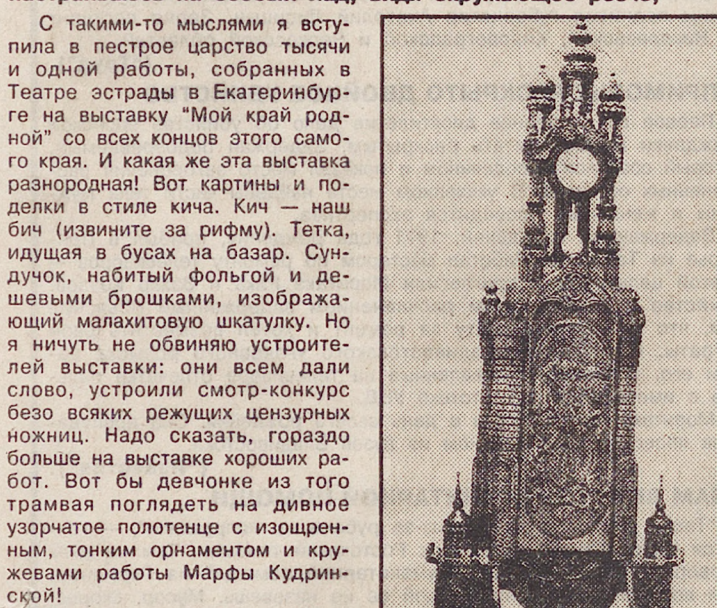 С такими-то мыслями я всту-
пила в пестрое царство тысячи
и одной работы, собранных в
Театре эстрады в Екатеринбур-
ге на выставку "Мой край род-
ной" со всех концов этого само-
го края. И какая же эта выставка
разнородная! Вот картины и по-
делки в стиле кича. Кич — наш
бич (извините за рифму). Тетка,
идущая в бусах на базар. Сун-
дучок, набитый фольгой и де-
шевыми брошками, изобража-
ющий малахитовую шкатулку. Но
я ничуть не обвиняю устроите-
лей выставки: они всем дали
слово, устроили смотр-конкурс
безо всяких режущих цензурных
ножниц. Надо сказать, гораздо
больше на выставке хороших ра-
бот. Вот бы девчонке из того
трамвая поглядеть на дивное
узорчатое полотенце с изощрен-
ным, тонким орнаментом и кру-
жевами работы Марфы Кудрин-
ской!